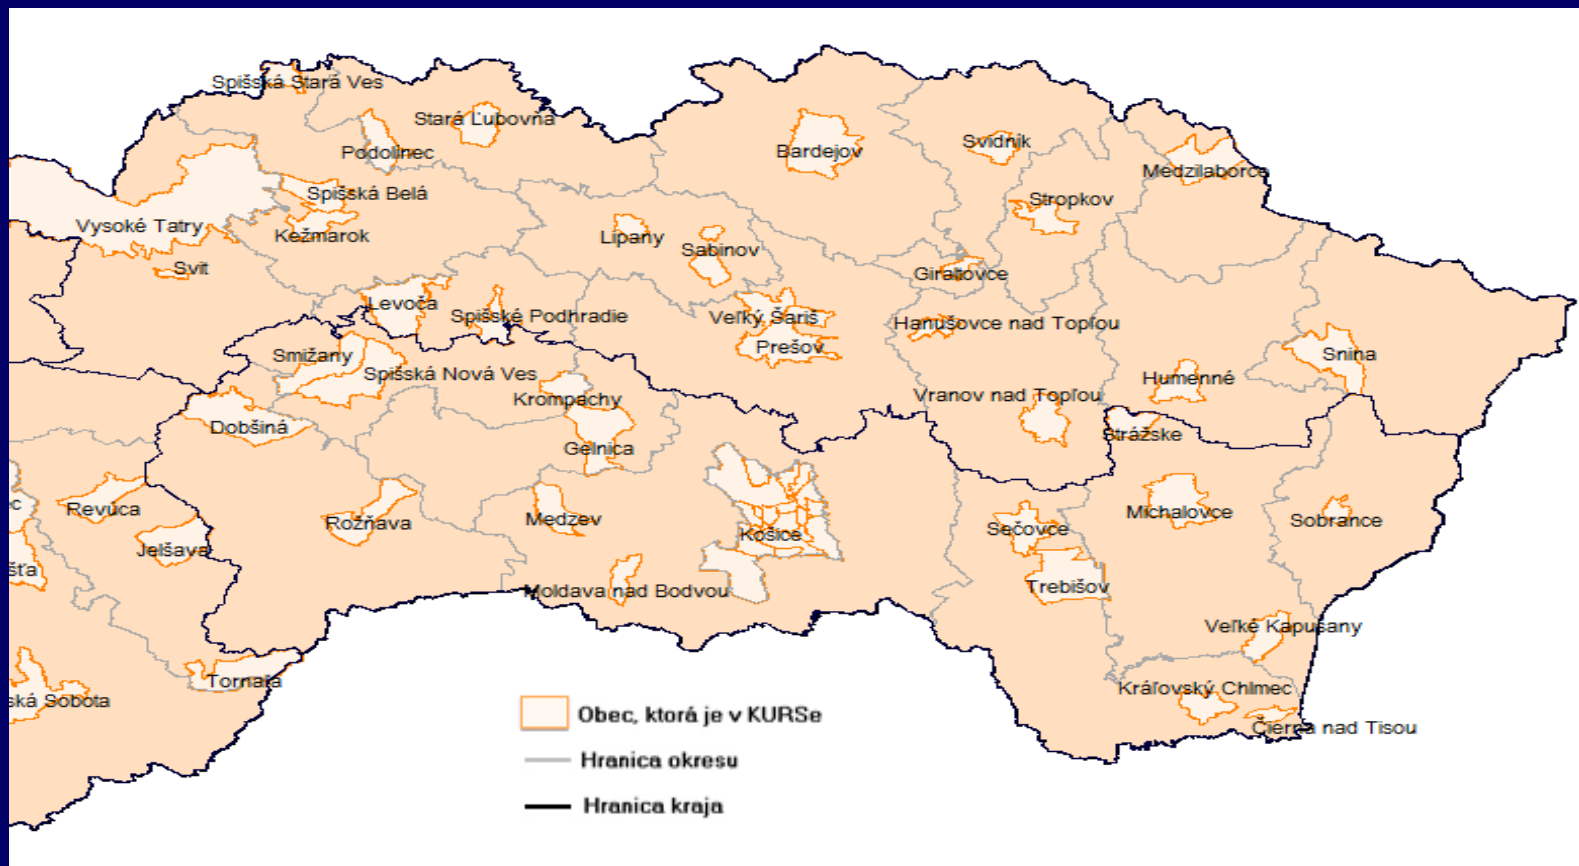 Spišská Stará Ves
Stará Ľubovňa
Podolínec
Bardejov
Svidník
Medzilaborce
Spišská Belá
Stropkov
Vysoké Tatry
Kežmarok
Lipany
Sabinov
Svit
Giraltovce
Levoča
Spišské Podhradie
Veľký Šariš
Hanušovce nad Topľou
Prešov
Smižany
Snina
Spišská Nová Ves
Humenné
Krompachy
Vranov nad Topľou
Dobšiná
Strážske
Gelnica
Revúca
Rožňava
Medzev
Michalovce
Sobrance
Sečovce
Košice
Jelšava
šťa
Moldava nad Bodvou
Trebišov
Veľké Kapušany
Tornaľa
Kráľovský Chlmec
ská Sobota
Čierna nad Tisou
Obec, ktorá je v KURSe
Hranica okresu
Hranica kraja